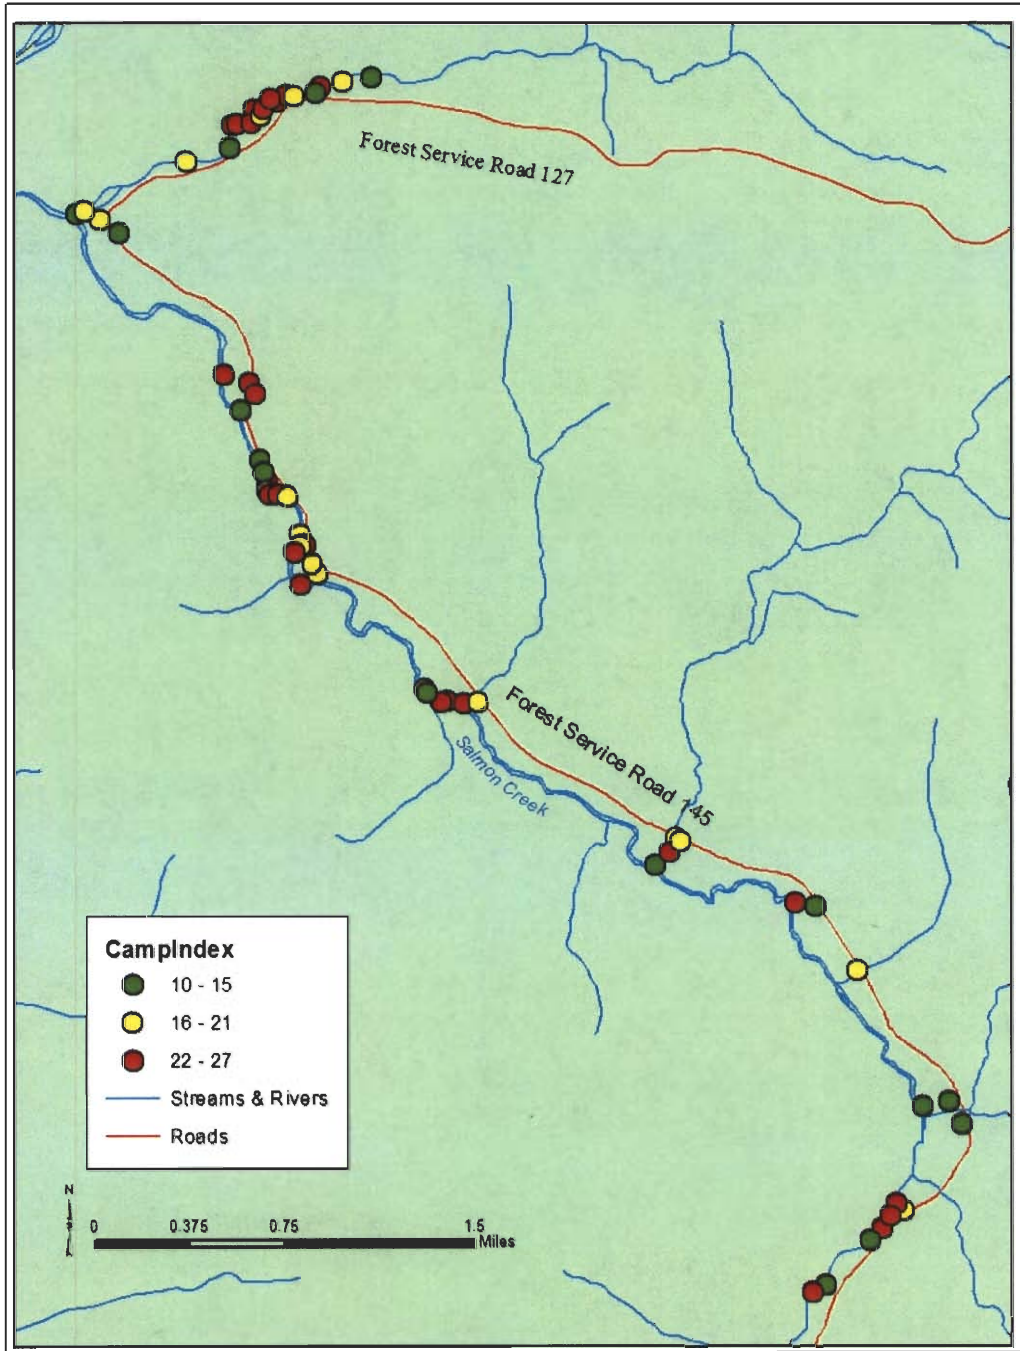 Forest Service Road 127
Forest Service Road 145
Salmon Creek
CampIndex
10 - 15
16 - 21
22 - 27
Streams & Rivers
Roads
N
0 0.375 0.75 1.5
Miles